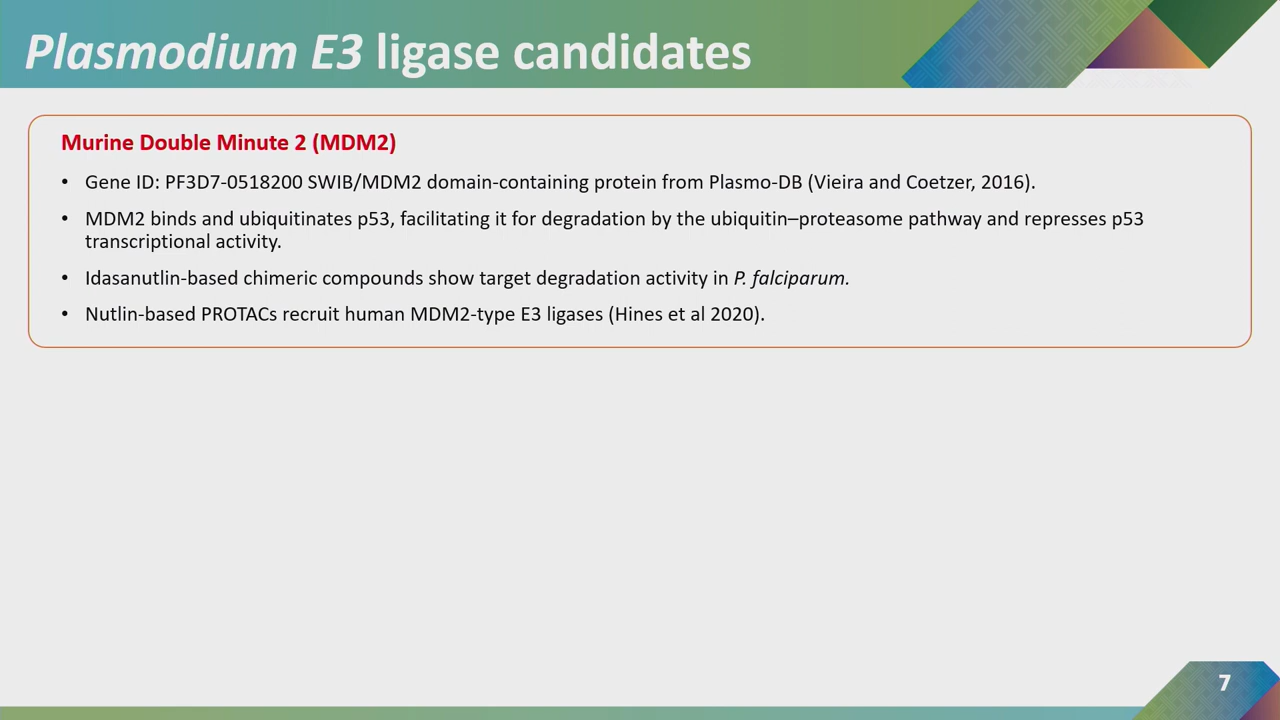 Plasmodium E3 ligase candidates
Murine Double Minute 2 (MDM2)
• Gene ID: PF3D7-0518200 SWIB/MDM2 domain-containing protein from Plasmo-DB (Vieira and Coetzer, 2016).
• MDM2 binds and ubiquitinates p53, facilitating it for degradation by the ubiquitin–proteasome pathway and represses p53
transcriptional activity.
• Idasanutlin-based chimeric compounds show target degradation activity in P. falciparum.
• Nutlin-based PROTACs recruit human MDM2-type E3 ligases (Hines et al 2020).
7